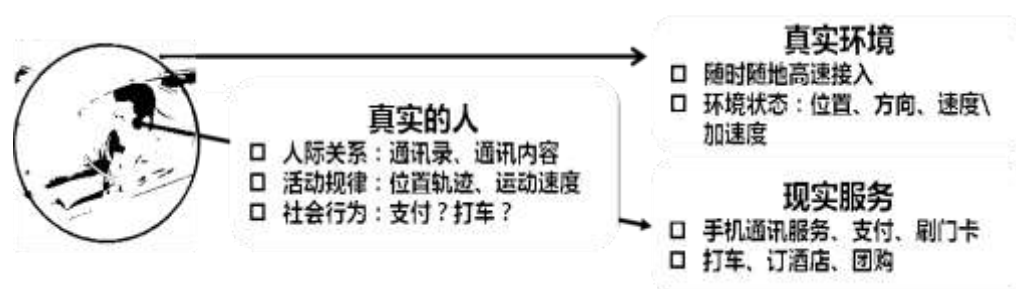 真实的人
□ 人际关系：通讯录、通讯内容
□ 活动规律：位置轨迹、运动速度
□ 社会行为：支付？打车？
真实环境
□ 随时随地高速接入
□ 环境状态：位置、方向、速度\
加速度
现实服务
□ 手机通讯服务、支付、刷门卡
□ 打车、订酒店、团购